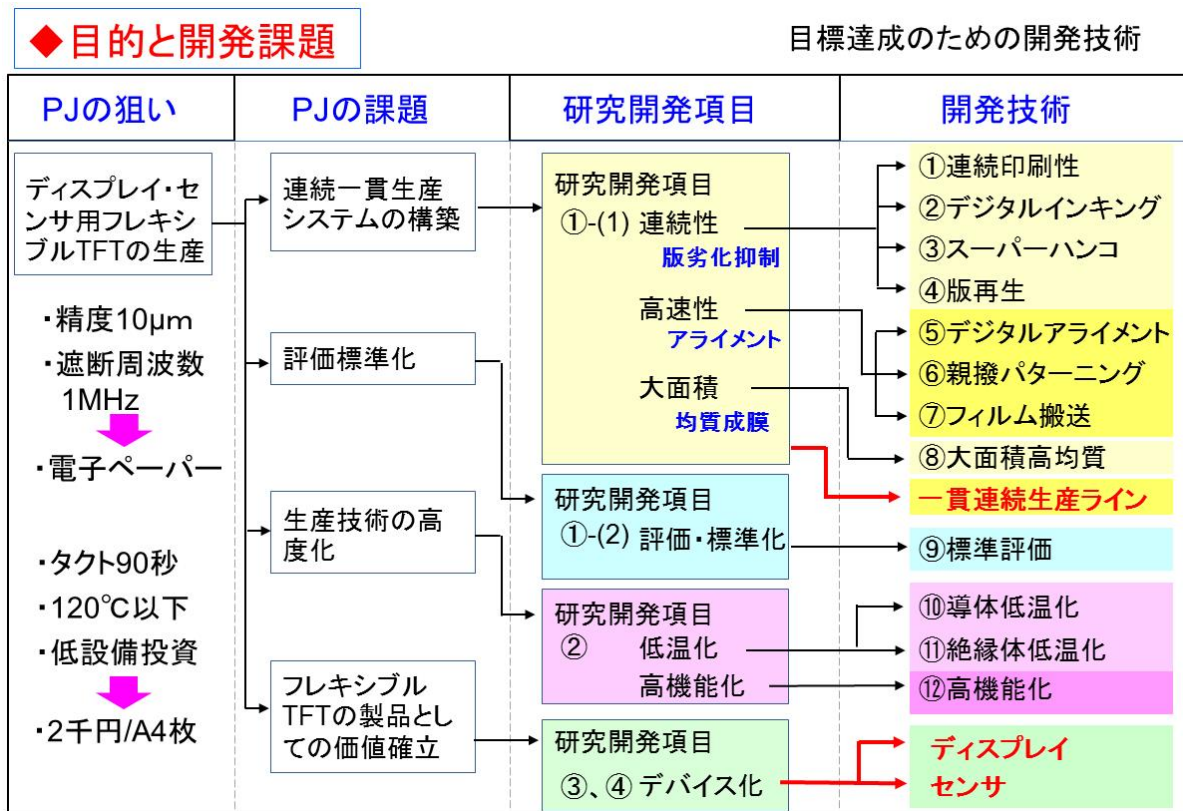 ◆目的と開発課題
目標達成のための開発技術
PJの狙い
PJの課題
研究開発項目
開発技術
ディスプレイ・セ
ンサ用フレキシ
ブルTFTの生産
・精度10μm
・遮断周波数
1MHz
・電子ペーパー
・タクト90秒
・120℃以下
・低設備投資
・2千円/A4枚
連続一貫生産
システムの構築
評価標準化
生産技術の高
度化
フレキシブル
TFTの製品とし
ての価値確立
研究開発項目
①-(1) 連続性
版劣化抑制
高速性
アライメント
大面積
均質成膜
研究開発項目
①-(2) 評価・標準化
研究開発項目
② 低温化
高機能化
研究開発項目
③、④ デバイス化
①連続印刷性
②デジタルインキング
③スーパーハンコ
④版再生
⑤デジタルアライメント
⑥親撥パターニング
⑦フィルム搬送
⑧大面積高均質
一貫連続生産ライン
⑨標準評価
⑩導体低温化
⑪絶縁体低温化
⑫高機能化
ディスプレイ
センサ